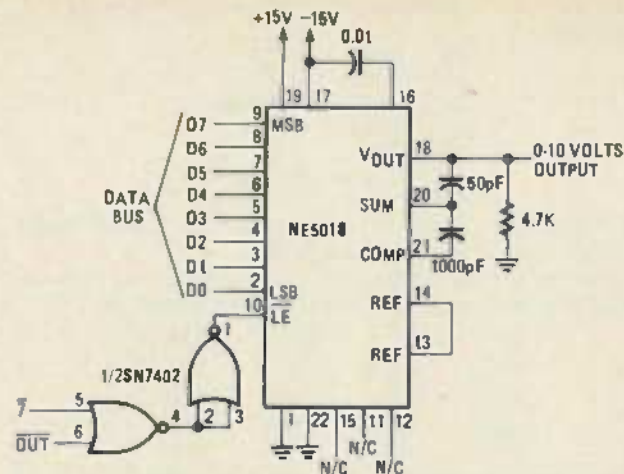 +15V -15V
0.01
19 17 16
D7 9 MSB
D6 8
D5 7
D4 6
D3 5
D2 4
D1 3
D0 2 LSB
10 LE
DATA
BUS
NE5018
VOUT 18
SUM 20
COMP 21
REF 14
REF 13
50pF
1000pF
4.7K
0-10 VOLTS
OUTPUT
1/2SN7402
1
7 5
OUT 6
4 2 3
1 22 15 11 12
N/C N/C N/C